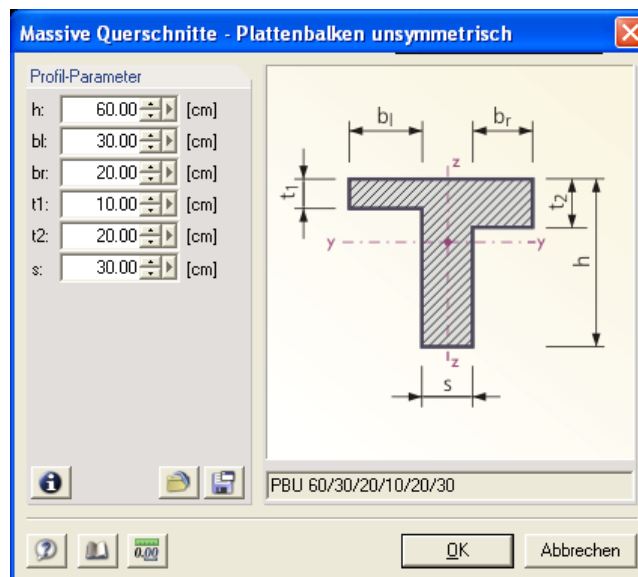 Massive Querschnitte - Plattenbalken unsymmetrisch
Profil-Parameter
h: 60.00 [cm]
bl: 30.00 [cm]
br: 20.00 [cm]
t1: 10.00 [cm]
t2: 20.00 [cm]
s: 30.00 [cm]
bl br
z
t1 t2
y -y
h
z
s
PBU 60/30/20/10/20/30
0.00 OK Abbrechen